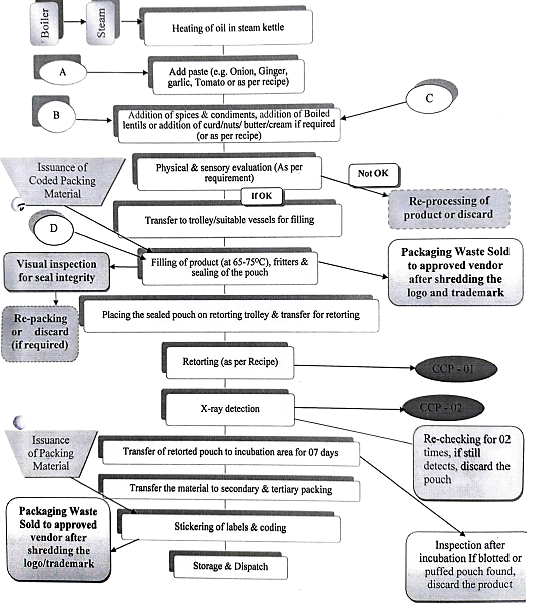 Boiler
Steam
Heating of oil in steam kettle
A
Add paste (e.g. Onion, Ginger,
garlic, Tomato or as per recipe)
B
C
Addition of spices & condiments, addition of Boiled
lentils or addition of curd/nuts/ butter/cream if required
(or as per recipe)
Issuance of
Coded Packing
Material
Physical & sensory evaluation (As per
requirement)
Not OK
If OK
Re-processing of
product or discard
Transfer to trolley/suitable vessels for filling
D
Visual inspection
for seal integrity
Filling of product (at 65-75ºC), fritters &
sealing of the pouch
Packaging Waste Sold
to approved vendor
after shredding the
logo and trademark
Re-packing
or discard
(if required)
Placing the sealed pouch on retorting trolley & transfer for retorting
Retorting (as per Recipe)
CCP - 01
X-ray detection
CCP - 02
Re-checking for 02
times, if still
detects, discard the
pouch
Issuance
of Packing
Material
Transfer of retorted pouch to incubation area for 07 days
Transfer the material to secondary & tertiary packing
Packaging Waste
Sold to approved
vendor after
shredding the
logo/trademark
Stickering of labels & coding
Inspection after
incubation If blotted or
puffed pouch found,
discard the product
Storage & Dispatch